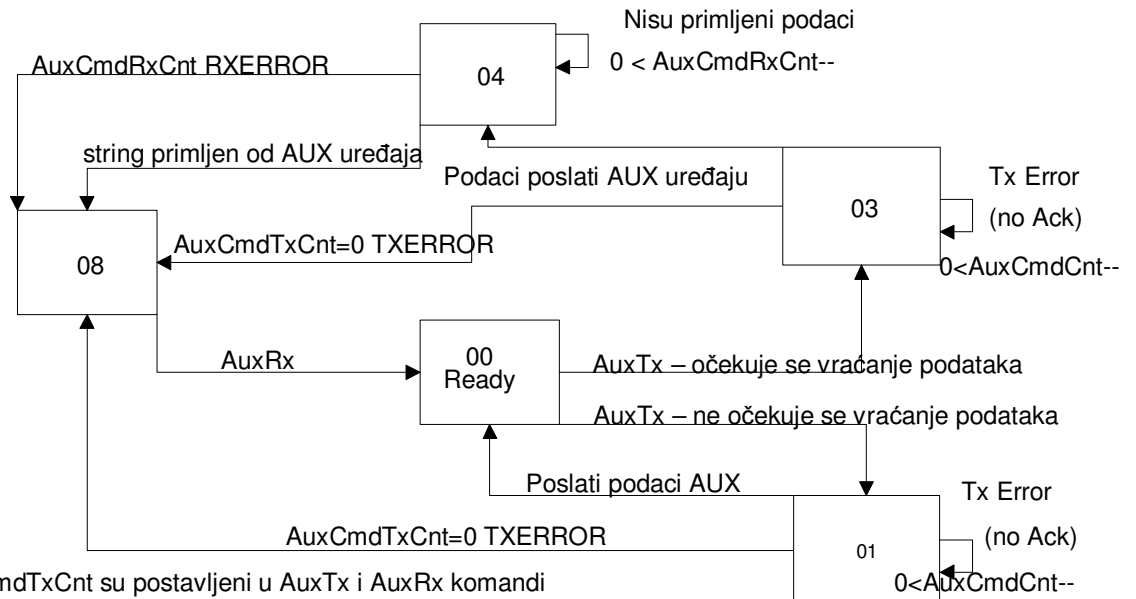 Nisu primljeni podaci
0 < AuxCmdRxCnt--
AuxCmdRxCnt RXERROR
04
string primljen od AUX uređaja
Podaci poslati AUX uređaju
Tx Error
(no Ack)
03
0<AuxCmdCnt--
AuxCmdTxCnt=0 TXERROR
08
00
Ready
AuxRx
AuxTx – očekuje se vraćanje podataka
AuxTx – ne očekuje se vraćanje podataka
Poslati podaci AUX
Tx Error
(no Ack)
AuxCmdTxCnt=0 TXERROR
01
0<AuxCmdCnt--
mdTxCnt su postavljeni u AuxTx i AuxRx komandi